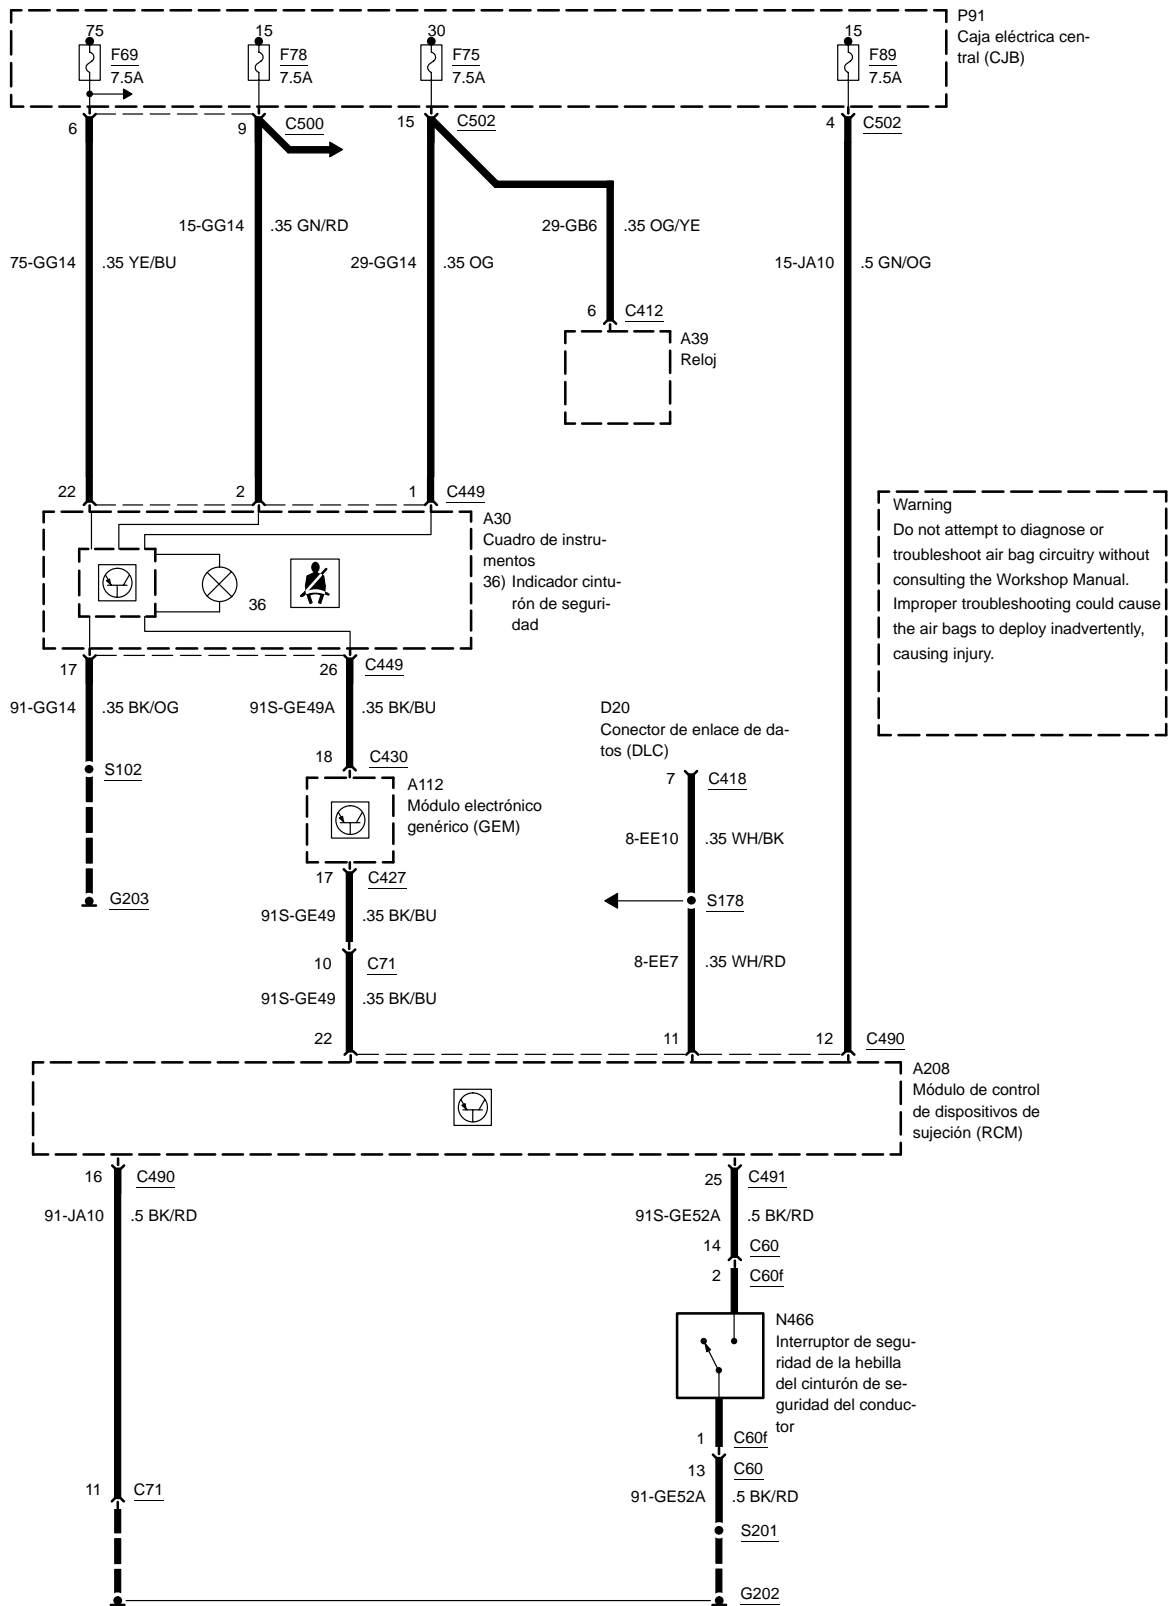 P91
Caja eléctrica cen-
tral (CJB)
75
F69
7.5A
15
F78
7.5A
30
F75
7.5A
15
F89
7.5A
6
9
C500
15
C502
4
C502
15-GG14
.35 GN/RD
29-GB6
.35 OG/YE
75-GG14
.35 YE/BU
29-GG14
.35 OG
15-JA10
.5 GN/OG
6
C412
A39
Reloj
22
2
1
C449
A30
Cuadro de instru-
mentos
36) Indicador cintu-
rón de seguri-
dad
36
Warning
Do not attempt to diagnose or
troubleshoot air bag circuitry without
consulting the Workshop Manual.
Improper troubleshooting could cause
the air bags to deploy inadvertently,
causing injury.
17
26
C449
91-GG14
.35 BK/OG
91S-GE49A
.35 BK/BU
D20
Conector de enlace de da-
tos (DLC)
S102
18
C430
A112
Módulo electrónico
genérico (GEM)
7
C418
8-EE10
.35 WH/BK
G203
17
C427
S178
91S-GE49
.35 BK/BU
10
C71
8-EE7
.35 WH/RD
91S-GE49
.35 BK/BU
22
11
12
C490
A208
Módulo de control
de dispositivos de
sujeción (RCM)
16
C490
25
C491
91-JA10
.5 BK/RD
91S-GE52A
.5 BK/RD
14
C60
2
C60f
N466
Interruptor de segu-
ridad de la hebilla
del cinturón de se-
guridad del conduc-
tor
1
C60f
13
C60
11
C71
91-GE52A
.5 BK/RD
S201
G202